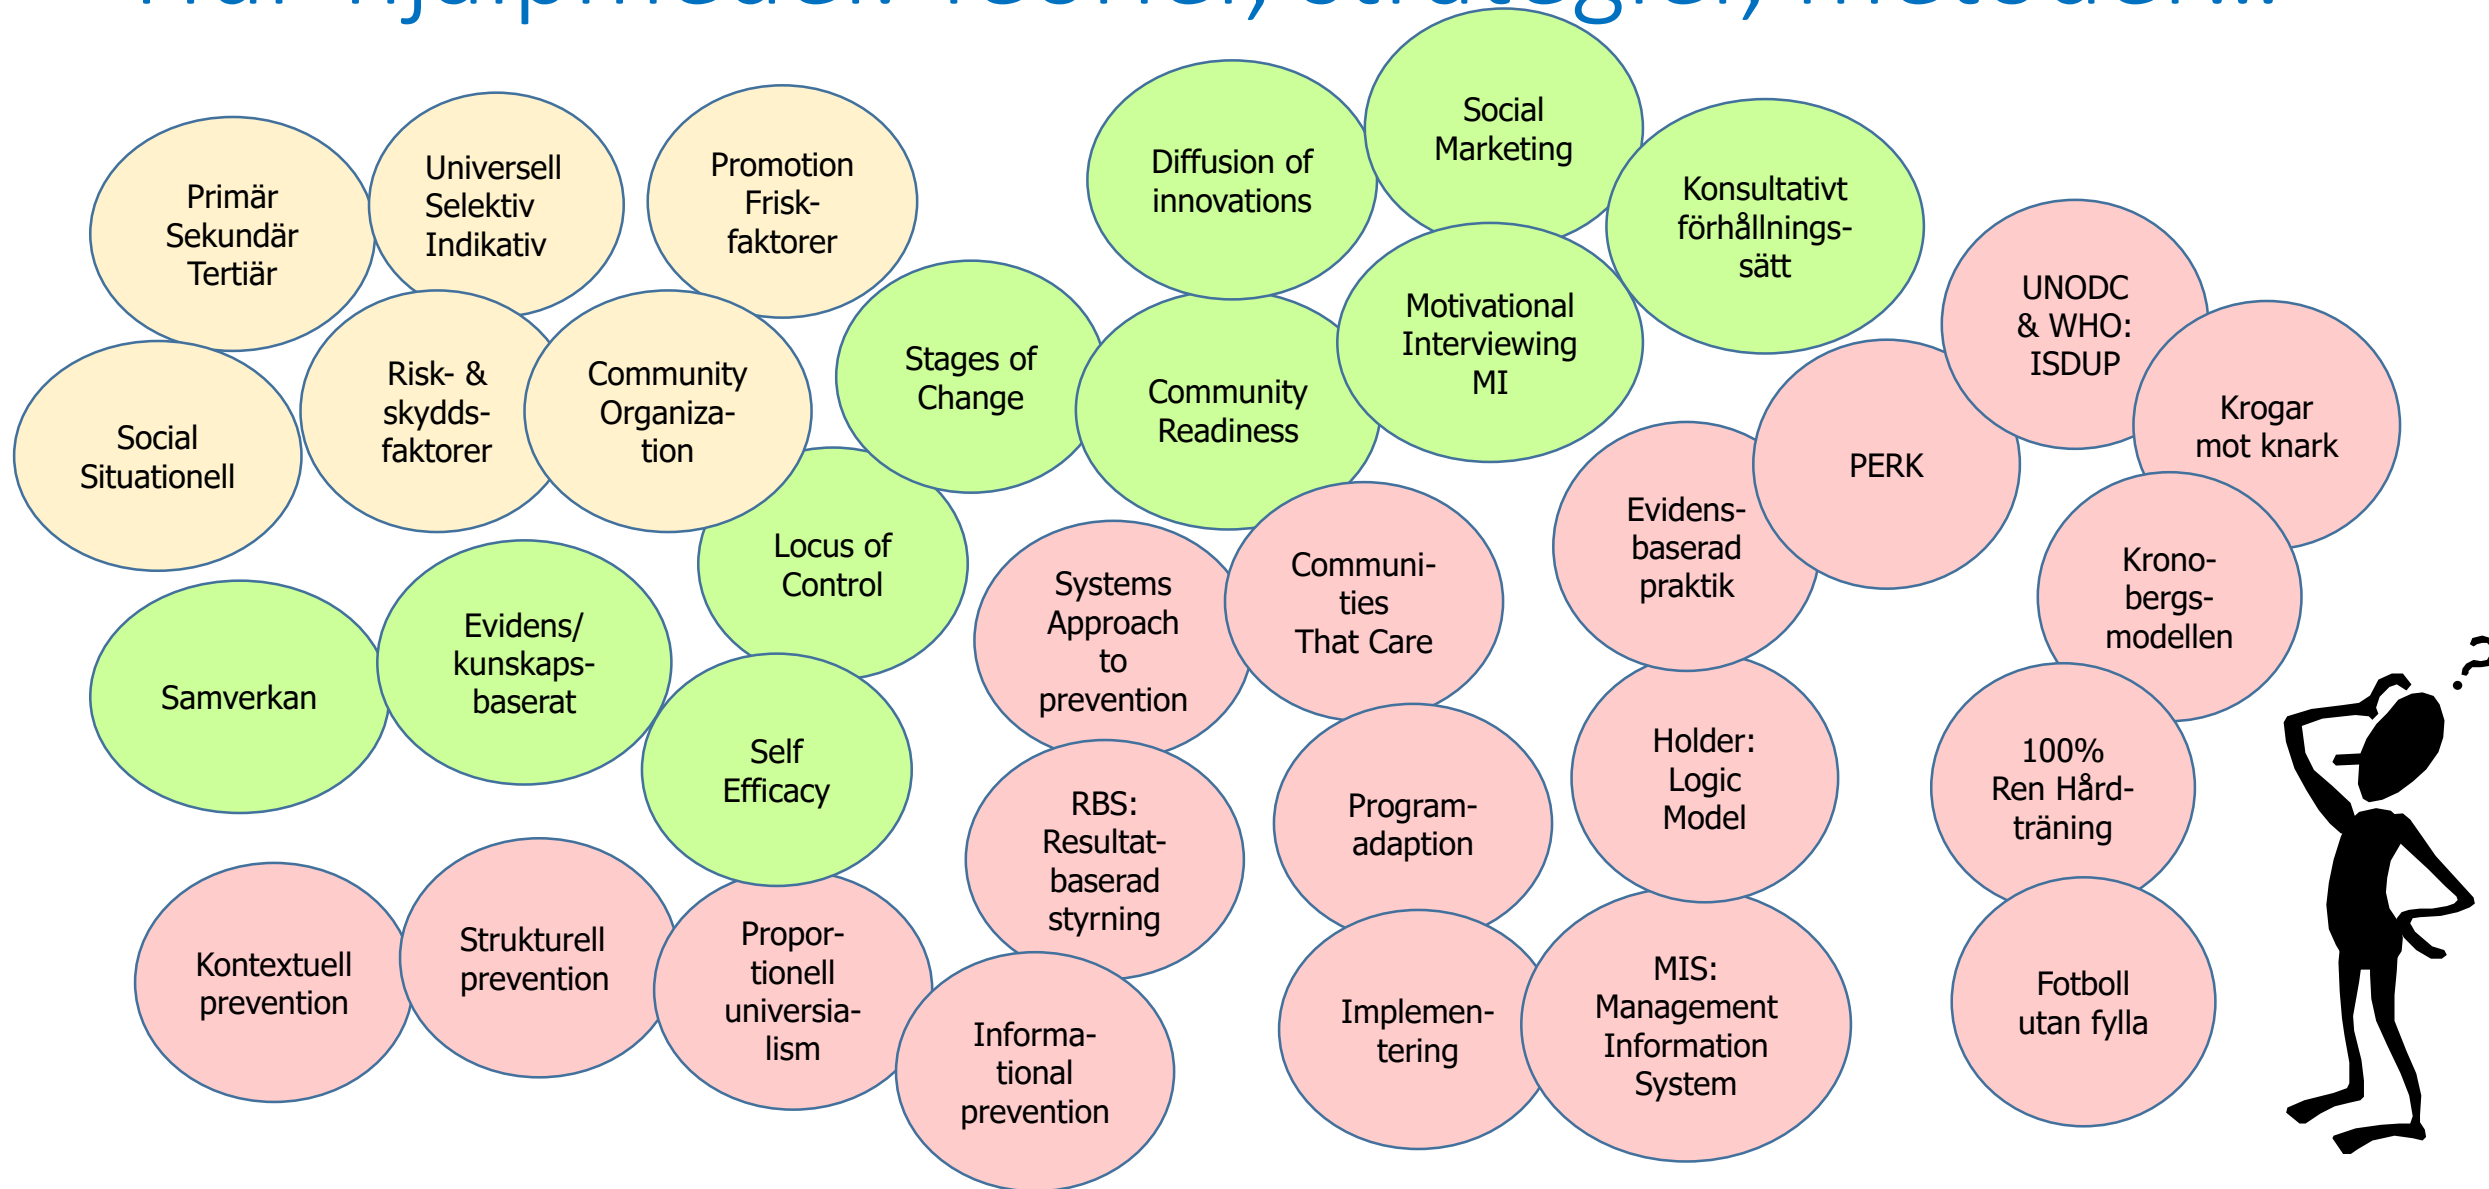 hjälpmedel: Teorier, strategier, metoder...
Primär
Sekundär
Tertiär
Universell
Selektiv
Indikativ
Promotion
Frisk-
faktorer
Social
Situationell
Risk- &
skydds-
faktorer
Community
Organiza-
tion
Stages of
Change
Diffusion of
innovations
Social
Marketing
Konsultativt
förhållnings-
sätt
Community
Readiness
Motivational
Interviewing
MI
UNODC
& WHO:
ISDUP
Krogar
mot knark
PERK
Evidens-
baserad
praktik
Krono-
bergs-
modellen
Locus of
Control
Samverkan
Evidens/
kunskaps-
baserat
Self
Efficacy
Systems
Approach
to
prevention
Communi-
ties
That Care
Holder:
Logic
Model
100%
Ren Hård-
träning
RBS:
Resultat-
baserad
styrning
Program-
adaption
Kontextuell
prevention
Strukturell
prevention
Propor-
tionell
universia-
lism
Informa-
tional
prevention
Implemen-
tering
MIS:
Management
Information
System
Fotboll
utan fylla
?